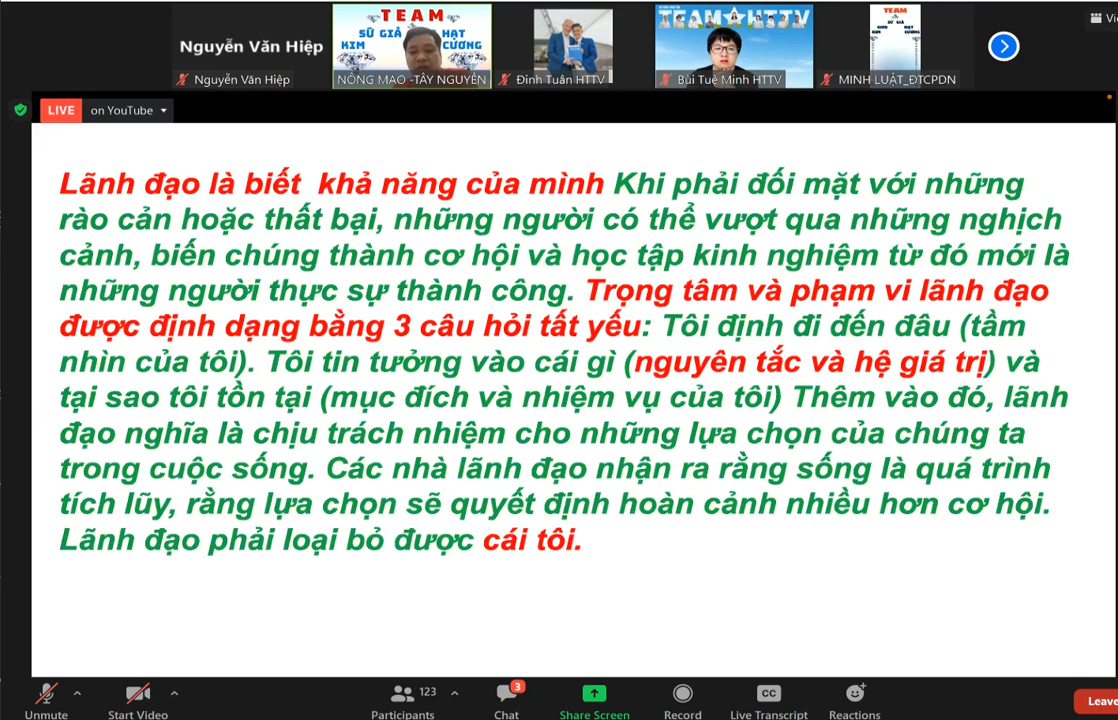 Nguyễn Văn Hiệp
Nguyễn Văn Hiệp
TEAM
SỨ GIẢ HẠT
KIM CƯƠNG
NÔNG MẠO -TÂY NGUYÊN
Đinh Tuân HTTV
TEAM HTTV
Bùi Tuệ Minh HTTV
TEAM
SỨ GIẢ
MINH LUẬT_ĐTCPDN
LIVE on YouTube
Lãnh đạo là biết khả năng của mình Khi phải đối mặt với những
rào cản hoặc thất bại, những người có thể vượt qua những nghịch
cảnh, biến chúng thành cơ hội và học tập kinh nghiệm từ đó mới là
những người thực sự thành công. Trọng tâm và phạm vi lãnh đạo
được định dạng bằng 3 câu hỏi tất yếu: Tôi định đi đến đâu (tầm
nhìn của tôi). Tôi tin tưởng vào cái gì (nguyên tắc và hệ giá trị) và
tại sao tôi tồn tại (mục đích và nhiệm vụ của tôi) Thêm vào đó, lãnh
đạo nghĩa là chịu trách nhiệm cho những lựa chọn của chúng ta
trong cuộc sống. Các nhà lãnh đạo nhận ra rằng sống là quá trình
tích lũy, rằng lựa chọn sẽ quyết định hoàn cảnh nhiều hơn cơ hội.
Lãnh đạo phải loại bỏ được cái tôi.
123
3
Unmute
Start Video
Participants
Chat
Share Screen
Record
CC
Live Transcript
Reactions
Leave